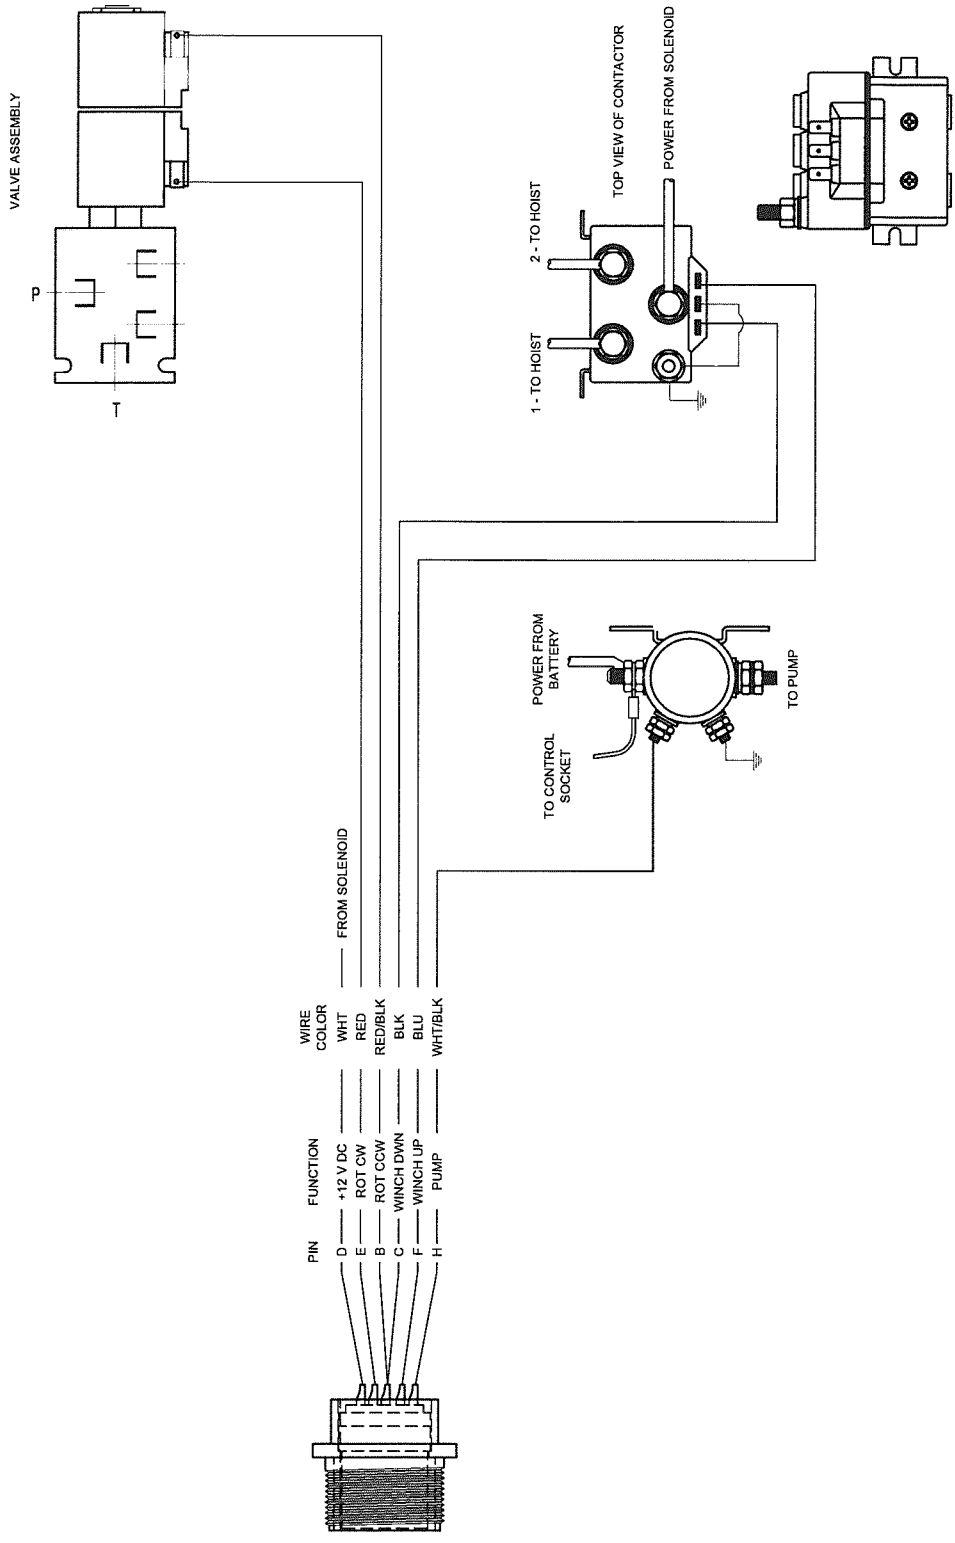 VALVE ASSEMBLY
P
T
TOP VIEW OF CONTACTOR
POWER FROM SOLENOID
2 - TO HOIST
1 - TO HOIST
POWER FROM
BATTERY
TO PUMP
TO CONTROL
SOCKET
FROM SOLENOID
PIN FUNCTION WIRE
COLOR
D +12 V DC WHT
E ROT CW RED
B ROT CCW RED/BLK
C WINCH DWN BLK
F WINCH UP BLU
H PUMP WHT/BLK